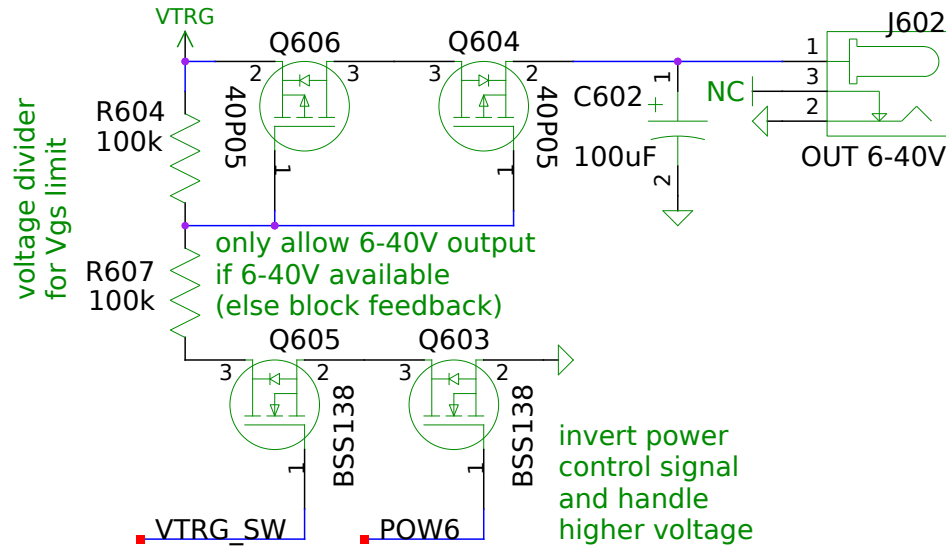 VTRG
Q606
Q604
J602
2
3
3
2
1
3
2
R604
100k
40P05
40P05
1
1
C602
+
100uF
1
2
NC
OUT 6-40V
voltage divider
for Vgs limit
only allow 6-40V output
if 6-40V available
(else block feedback)
R607
100k
Q605
Q603
3
2
3
2
BSS138
BSS138
1
1
invert power
control signal
and handle
higher voltage
VTRG_SW
POW6